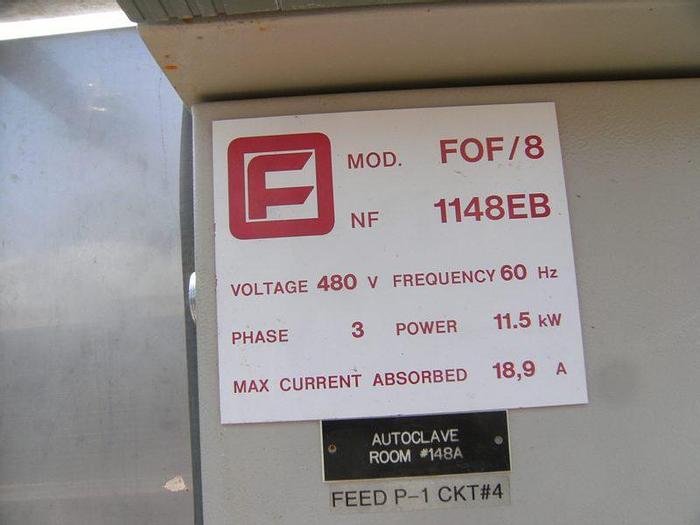 F MOD. FOF/8
NF 1148EB
VOLTAGE 480 V FREQUENCY 60 Hz
PHASE 3 POWER 11.5 kW
MAX CURRENT ABSORBED 18,9 A
AUTOCLAVE
ROOM #148A
FEED P-1 CKT#4